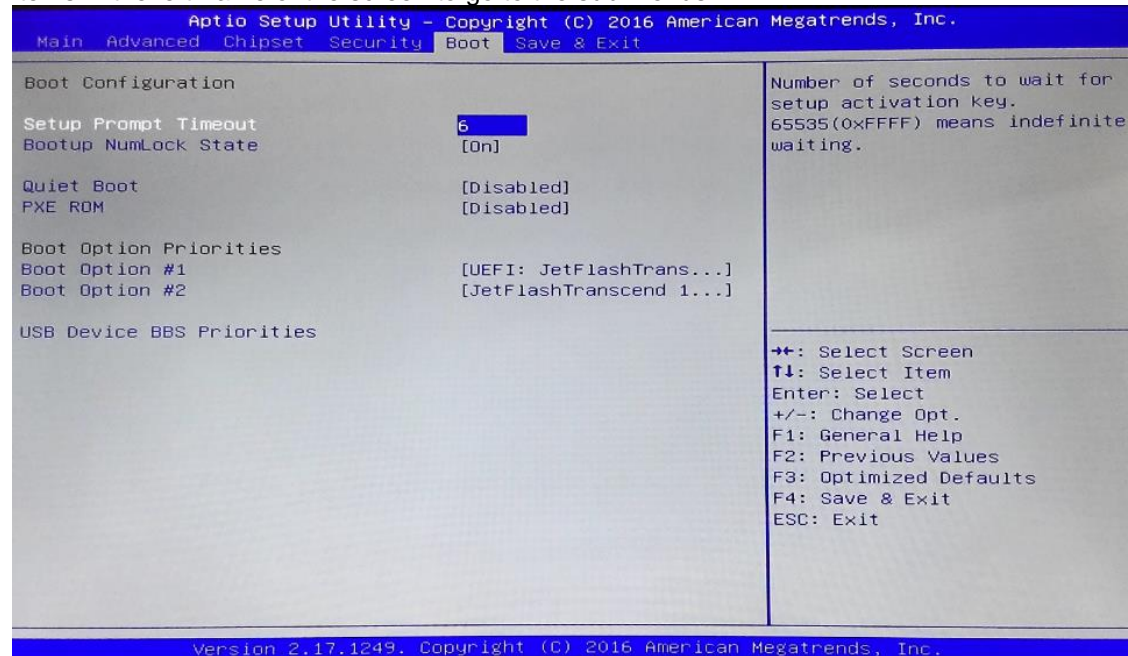 Aptio Setup Utility – Copyright (C) 2016 American Megatrends, Inc.
Main Advanced Chipset Security Boot Save & Exit
Boot Configuration
Setup Prompt Timeout 6
Bootup NumLock State [On]
Quiet Boot [Disabled]
PXE ROM [Disabled]
Boot Option Priorities
Boot Option #1 [UEFI: JetFlashTrans...]
Boot Option #2 [JetFlashTranscend 1...]
USB Device BBS Priorities
Number of seconds to wait for
setup activation key.
65535(0xFFFF) means indefinite
waiting.
→←: Select Screen
↑↓: Select Item
Enter: Select
+/-: Change Opt.
F1: General Help
F2: Previous Values
F3: Optimized Defaults
F4: Save & Exit
ESC: Exit
Version 2.17.1249. Copyright (C) 2016 American Megatrends, Inc.